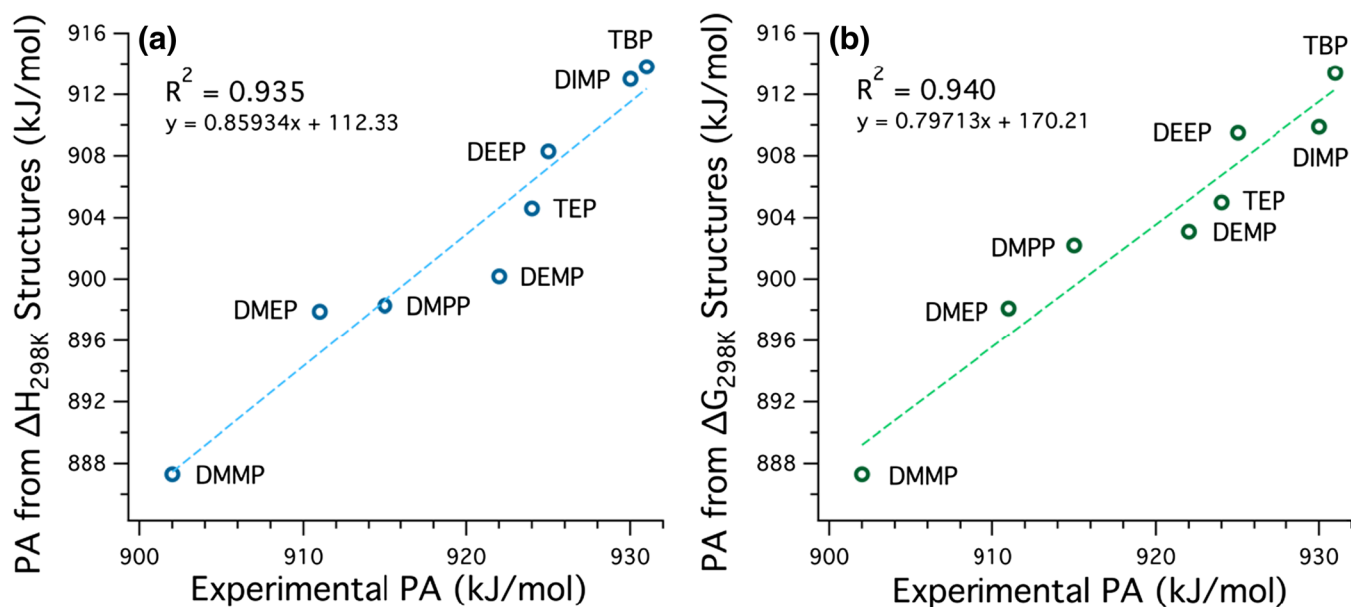 (a)
R² = 0.935
y = 0.85934x + 112.33
TBP
DIMP
DEEP
TEP
DEMP
DMEP
DMPP
DMMP
916
912
908
904
900
896
892
888
900 910 920 930
PA from ΔH298K Structures (kJ/mol)
Experimental PA (kJ/mol)
(b)
R² = 0.940
y = 0.79713x + 170.21
TBP
DEEP
DIMP
TEP
DEMP
DMPP
DMEP
DMMP
916
912
908
904
900
896
892
888
900 910 920 930
PA from ΔG298K Structures (kJ/mol)
Experimental PA (kJ/mol)